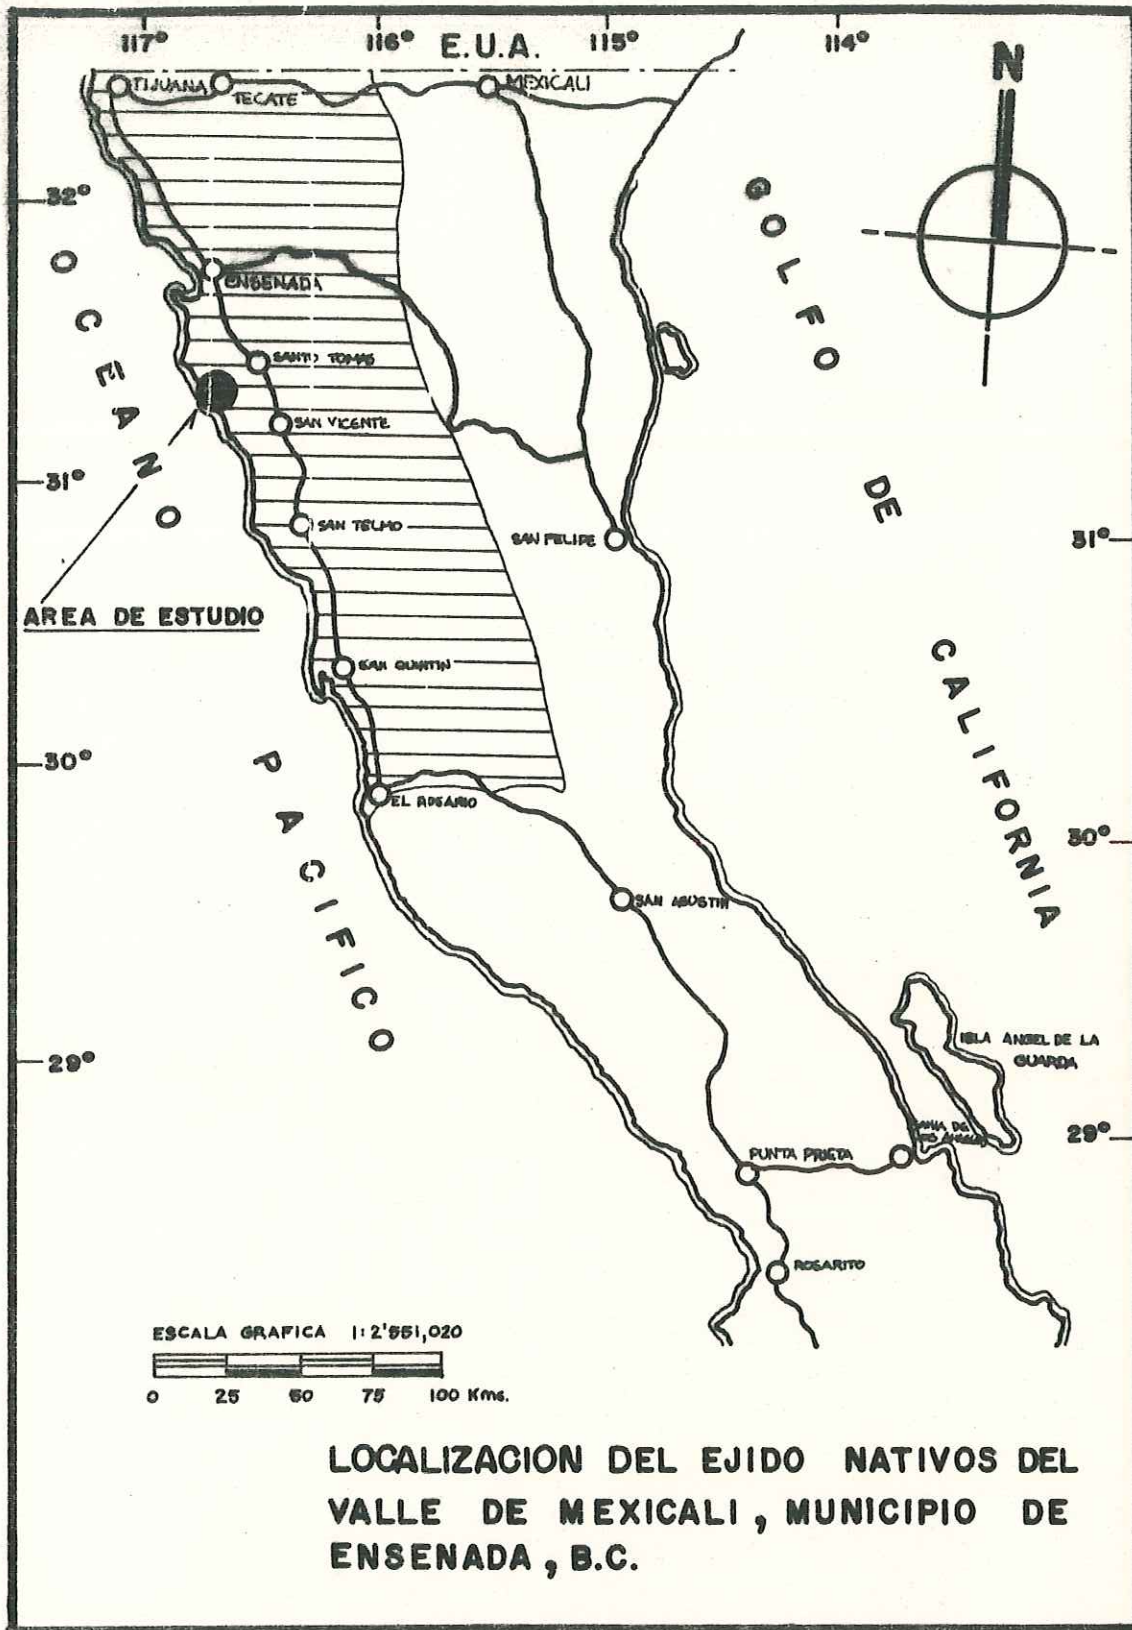 117° 116° E.U.A. 115° 114°
N
TIJUANA
TECATE
MEXICALI
32°
GOLFO DE CALIFORNIA
OCEANO PACIFICO
ENSENADA
SANTO TOMAS
SAN VICENTE
31°
SAN TELMO
SAN FELIPE
31°
AREA DE ESTUDIO
SAN QUINTIN
30°
EL ROSARIO
30°
SAN AGUSTIN
29°
ISLA ANGEL DE LA
GUARDA
29°
PUNTA PRIETA
ROSARITO
ESCALA GRAFICA 1:2'551,020
0 25 50 75 100 Kms.
LOCALIZACION DEL EJIDO NATIVOS DEL
VALLE DE MEXICALI, MUNICIPIO DE
ENSENADA, B.C.